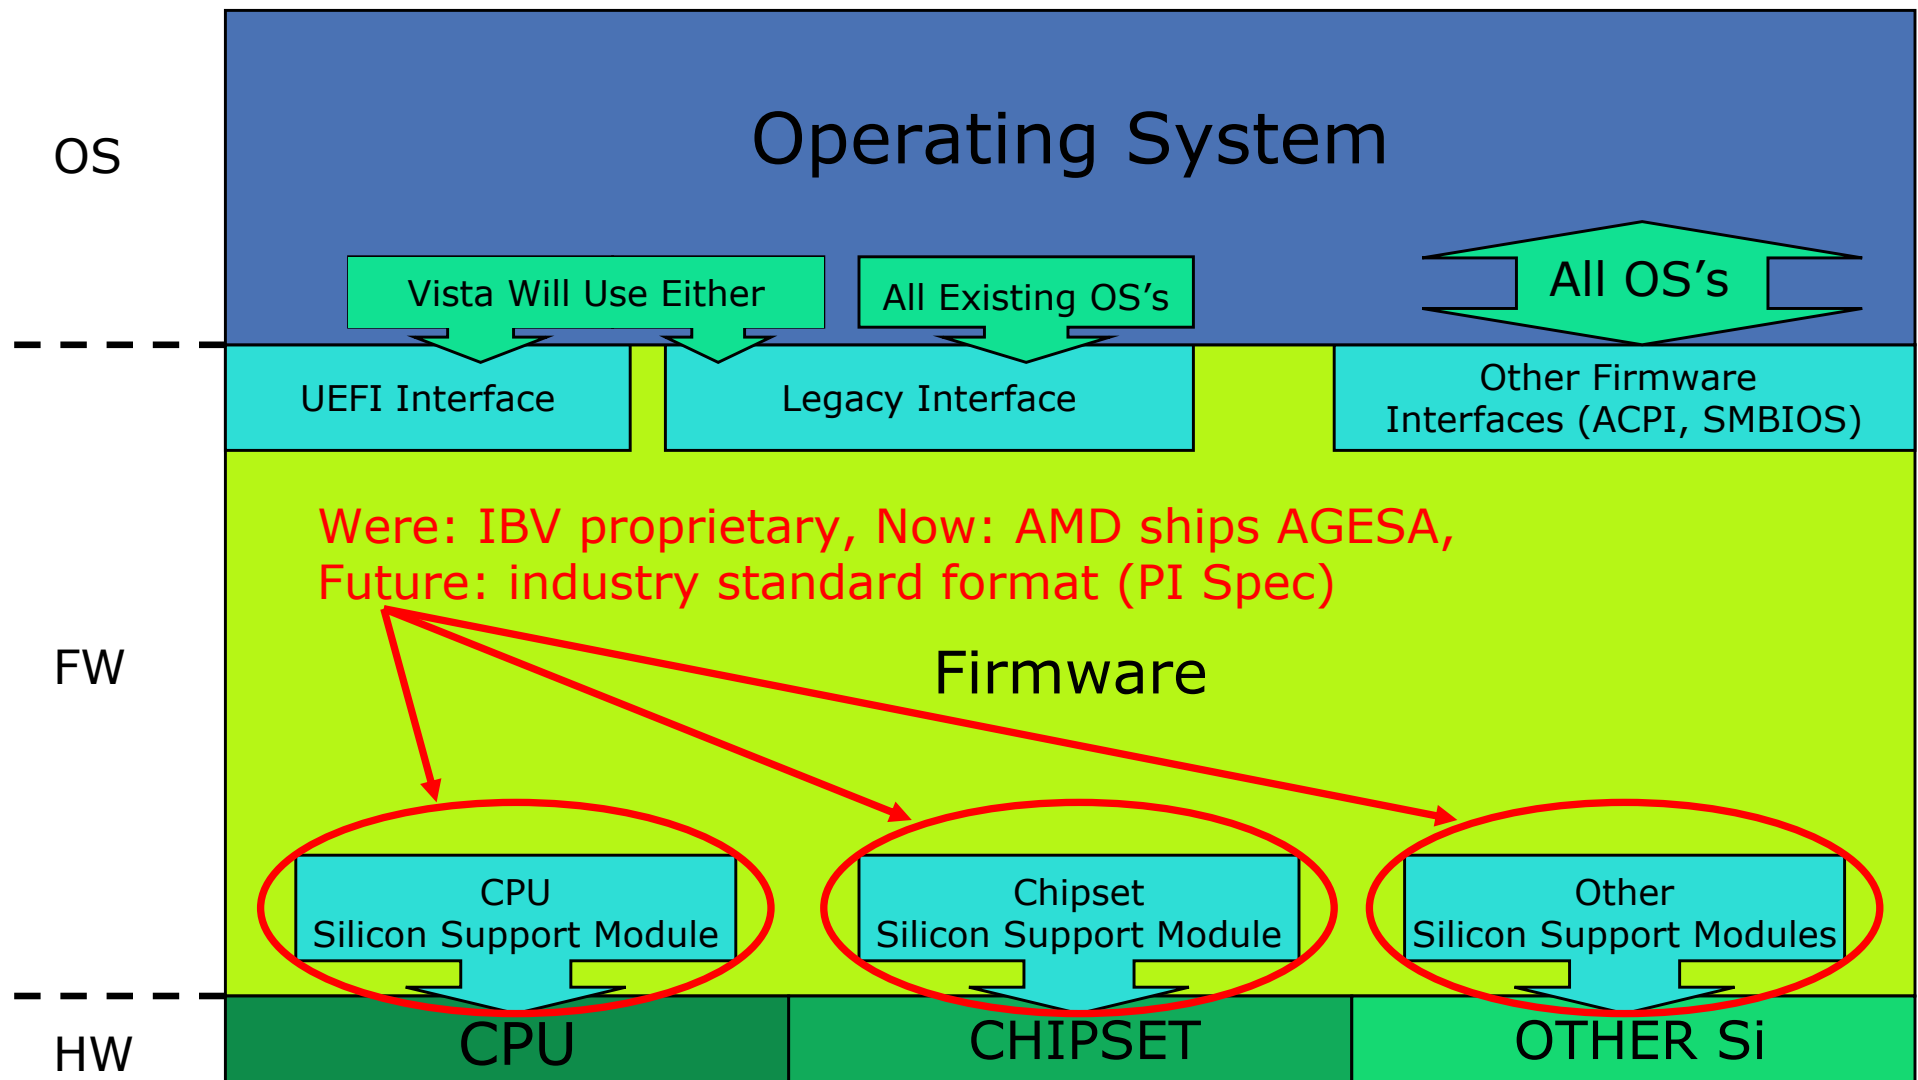 OS
Operating System
Vista Will Use Either
All Existing OS’s
All OS’s
UEFI Interface
Legacy Interface
Other Firmware
Interfaces (ACPI, SMBIOS)
Were: IBV proprietary, Now: AMD ships AGESA,
Future: industry standard format (PI Spec)
FW
Firmware
CPU
Silicon Support Module
Chipset
Silicon Support Module
Other
Silicon Support Modules
HW
CPU
CHIPSET
OTHER Si